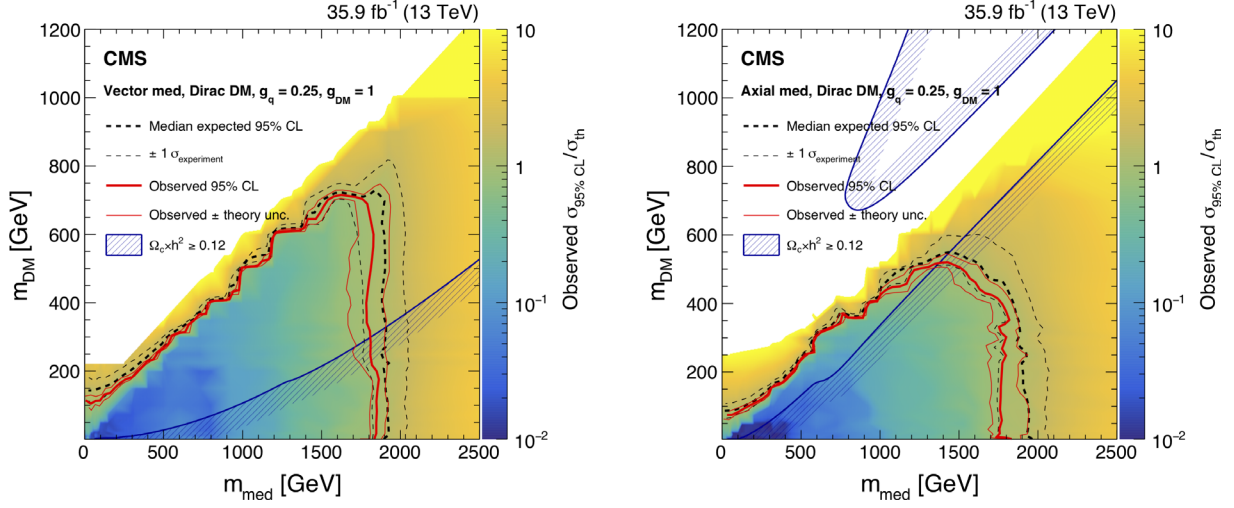 35.9 fb⁻¹ (13 TeV)
CMS
Vector med, Dirac DM, g_q = 0.25, g_DM = 1
Median expected 95% CL
± 1 σ_experiment
Observed 95% CL
Observed ± theory unc.
Ω_c×h² ≥ 0.12
1200
1000
800
600
400
200
m_DM [GeV]
0 500 1000 1500 2000 2500
m_med [GeV]
10
1
10⁻¹
10⁻²
Observed σ_95% CL/σ_th
35.9 fb⁻¹ (13 TeV)
CMS
Axial med, Dirac DM, g_q = 0.25, g_DM = 1
Median expected 95% CL
± 1 σ_experiment
Observed 95% CL
Observed ± theory unc.
Ω_c×h² ≥ 0.12
1200
1000
800
600
400
200
m_DM [GeV]
0 500 1000 1500 2000 2500
m_med [GeV]
10
1
10⁻¹
10⁻²
Observed σ_95% CL/σ_th